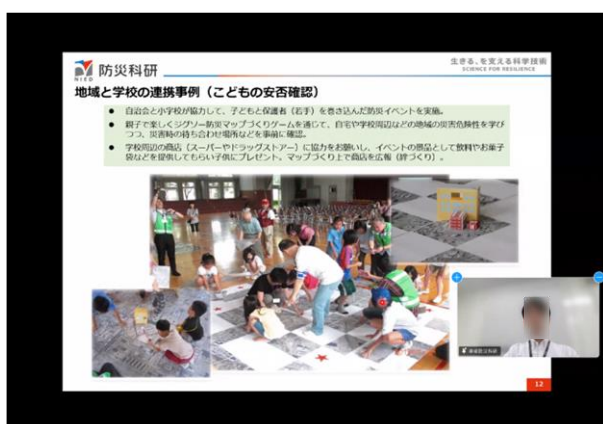 防災科研
NIED
生きる、を支える科学技術
SCIENCE FOR RESILIENCE
地域と学校の連携事例（こどもの安否確認）
● 自治会と小学校が協力して、子どもと保護者（若手）を巻き込んだ防災イベントを実施。
● 親子で楽しくジグソー防災マップづくりゲームを通じて、自宅や学校周辺などの地域の災害危険性を学び
つつ、災害時の待ち合わせ場所などを事前に確認。
● 学校周辺の商店（スーパーやドラッグストアー）に協力をお願いし、イベントの景品として飲料やお菓子
袋などを提供してもらい子供にプレゼント。マップづくり上で商店を広報（絆づくり）。
12